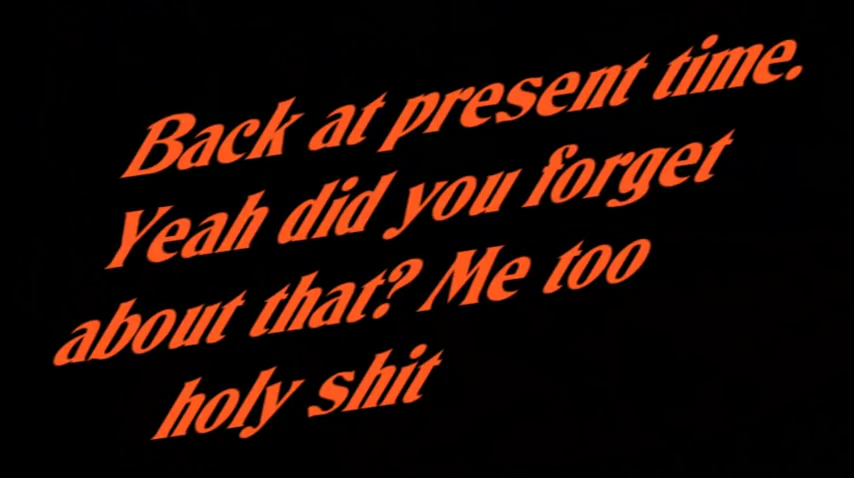 Back at present time.
Yeah did you forget
about that? Me too
holy shit